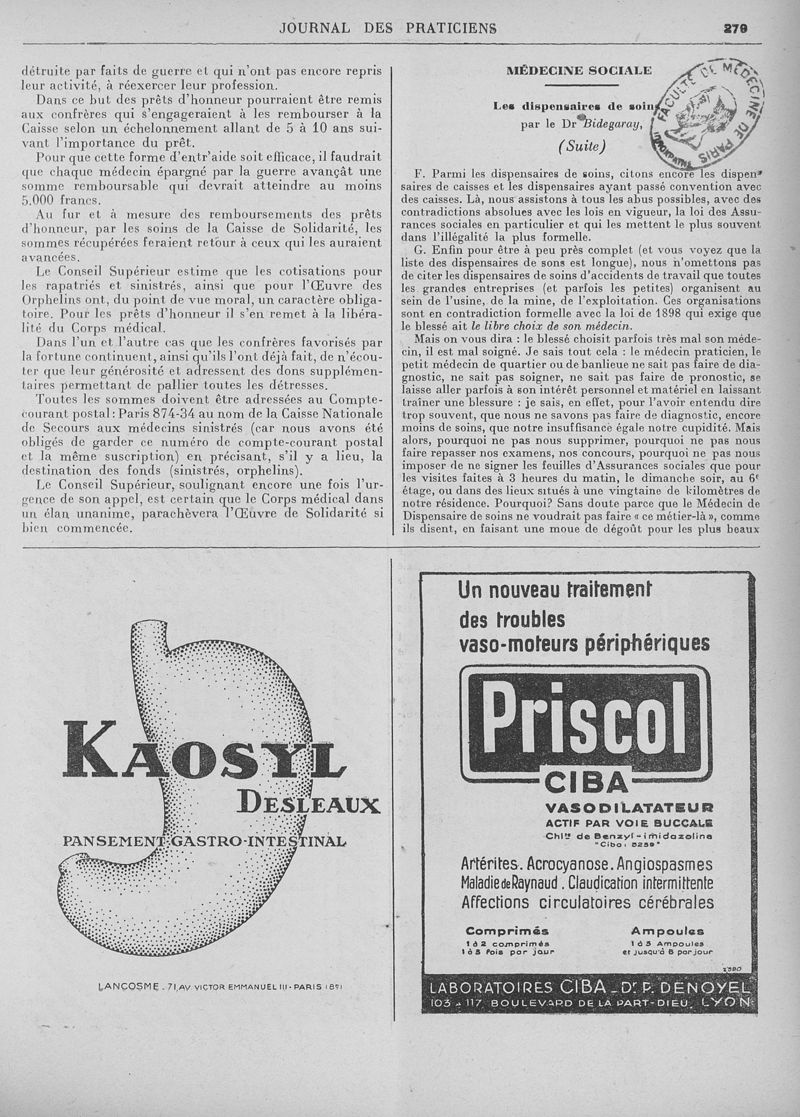 JOURNAL DES PRATICIENS
279
détruite par faits de guerre et qui n'ont pas encore repris
leur activité, à réexercer leur profession.
Dans ce but des prêts d'honneur pourraient être remis
aux confrères qui s'engageraient à les rembourser à la
Caisse selon un échelonnement allant de 5 à 10 ans sui-
vant l'importance du prêt.
Pour que cette forme d'entr'aide soit efficace, il faudrait
que chaque médecin épargné par la guerre avançât une
somme remboursable qui devrait atteindre au moins
5.000 francs.
Au fur et à mesure des remboursements des prêts
d'honneur, par les soins de la Caisse de Solidarité, les
sommes récupérées feraient retour à ceux qui les auraient
avancées.
Le Conseil Supérieur estime que les cotisations pour
les rapatriés et sinistrés, ainsi que pour l'Œuvre des
Orphelins ont, du point de vue moral, un caractère obliga-
toire. Pour les prêts d'honneur il s'en remet à la libéra-
lité du Corps médical.
Dans l'un et l'autre cas que les confrères favorisés par
la fortune continuent, ainsi qu'ils l'ont déjà fait, de n'écou-
ter que leur générosité et adressent des dons supplémen-
taires permettant de pallier toutes les détresses.
Toutes les sommes doivent être adressées au Compte-
courant postal : Paris 874-34 au nom de la Caisse Nationale
de Secours aux médecins sinistrés (car nous avons été
obligés de garder ce numéro de compte-courant postal
et la même suscription) en précisant, s'il y a lieu, la
destination des fonds (sinistrés, orphelins).
Le Conseil Supérieur, soulignant encore une fois l'ur-
gence de son appel, est certain que le Corps médical dans
un élan unanime, parachèvera l'Œuvre de Solidarité si
bien commencée.
MÉDECINE SOCIALE
Les dispensaires de soins
par le Dr Bidegaray,
(Suite)
FACULTÉ DE MÉDECINE DE PARIS
F. Parmi les dispensaires de soins, citons encore les dispen-
saires de caisses et les dispensaires ayant passé convention avec
des caisses. Là, nous assistons à tous les abus possibles, avec des
contradictions absolues avec les lois en vigueur, la loi des Assu-
rances sociales en particulier et qui les mettent le plus souvent
dans l'illégalité la plus formelle.
G. Enfin pour être à peu près complet (et vous voyez que la
liste des dispensaires de sons est longue), nous n'omettons pas
de citer les dispensaires de soins d'accidents de travail que toutes
les grandes entreprises (et parfois les petites) organisent au
sein de l'usine, de la mine, de l'exploitation. Ces organisations
sont en contradiction formelle avec la loi de 1898 qui exige que
le blessé ait le libre choix de son médecin.
Mais on vous dira : le blessé choisit parfois très mal son méde-
cin, il est mal soigné. Je sais tout cela : le médecin praticien, le
petit médecin de quartier ou de banlieue ne sait pas faire de dia-
gnostic, ne sait pas soigner, ne sait pas faire de pronostic, se
laisse aller parfois à son intérêt personnel et matériel en laissant
traîner une blessure : je sais, en effet, pour l'avoir entendu dire
trop souvent, que nous ne savons pas faire de diagnostic, encore
moins de soins, que notre insuffisance égale notre cupidité. Mais
alors, pourquoi ne pas nous supprimer, pourquoi ne pas nous
faire repasser nos examens, nos concours, pourquoi ne pas nous
imposer de ne signer les feuilles d'Assurances sociales que pour
les visites faites à 3 heures du matin, le dimanche soir, au 6e
étage, ou dans des lieux situés à une vingtaine de kilomètres de
notre résidence. Pourquoi? Sans doute parce que le Médecin de
Dispensaire de soins ne voudrait pas faire « ce métier-là », comme
ils disent, en faisant une moue de dégoût pour les plus beaux
KAOSYL
DESLEAUX
PANSEMENT GASTRO-INTESTINAL
LANCOSME. 71, AV VICTOR EMMANUEL III - PARIS (8e)
Un nouveau traitement
des troubles
vaso-moteurs périphériques
Priscol
CIBA
VASODILATATEUR
ACTIF PAR VOIE BUCCALE
Chlte de Benzyl-imidazoline
"Ciba : 3259"
Artérites. Acrocyanose. Angiospasmes
Maladie de Raynaud. Claudication intermittente
Affections circulatoires cérébrales
Comprimés
1 à 2 comprimés
1 à 3 fois par jour
Ampoules
1 à 3 Ampoules
et jusqu'à 6 par jour
LABORATOIRES CIBA - Dr P. DENOYEL
103 à 117, BOULEVARD DE LA PART-DIEU, LYON